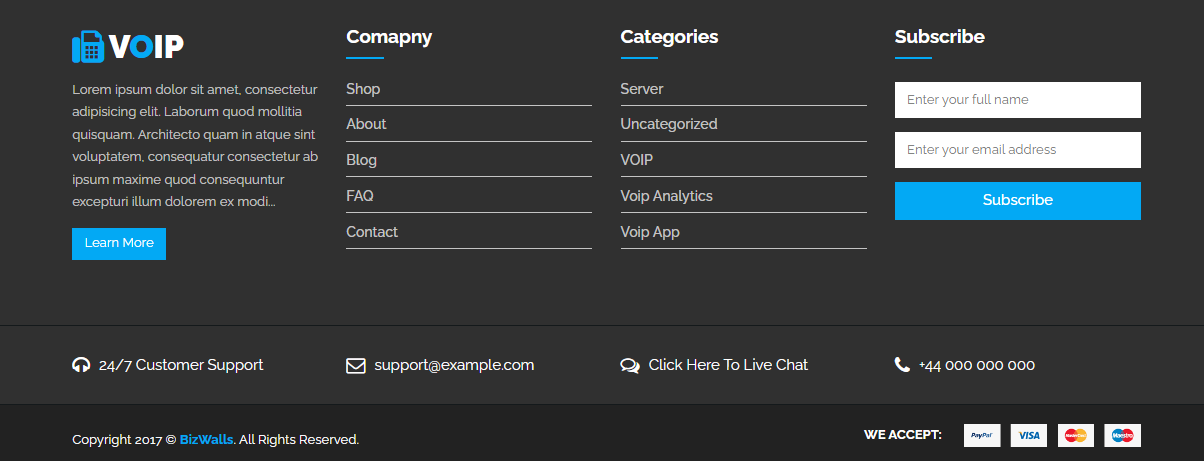 VOIP
Lorem ipsum dolor sit amet, consectetur
adipisicing elit. Laborum quod mollitia
quisquam. Architecto quam in atque sint
voluptatem, consequatur consectetur ab
ipsum maxime quod consequuntur
excepturi illum dolorem ex modi...
Learn More
Comapny
Shop
About
Blog
FAQ
Contact
Categories
Server
Uncategorized
VOIP
Voip Analytics
Voip App
Subscribe
Enter your full name
Enter your email address
Subscribe
24/7 Customer Support
support@example.com
Click Here To Live Chat
+44 000 000 000
Copyright 2017 © BizWalls. All Rights Reserved.
WE ACCEPT:
PayPal
VISA
MasterCard
Maestro